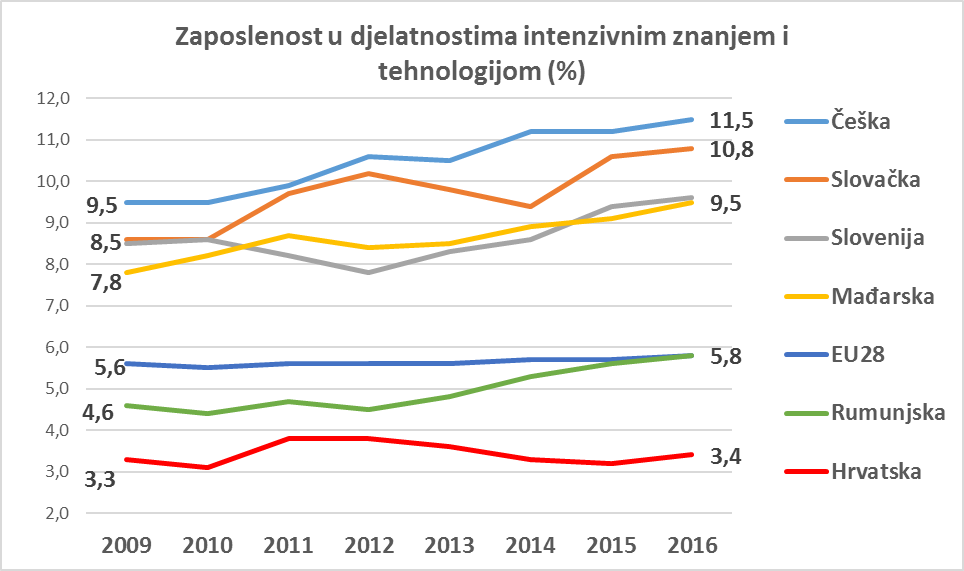 Zaposlenost u djelatnostima intenzivnim znanjem i
tehnologijom (%)
12,0
11,0
10,0
9,0
8,0
7,0
6,0
5,0
4,0
3,0
2,0
9,5
8,5
7,8
5,6
4,6
3,3
11,5
10,8
9,5
5,8
3,4
2009 2010 2011 2012 2013 2014 2015 2016
Češka
Slovačka
Slovenija
Mađarska
EU28
Rumunjska
Hrvatska